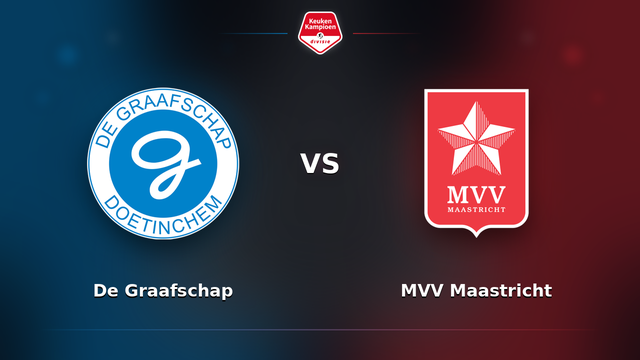 Keuken
Kampioen
divisie
DE GRAAFSCHAP
DOETINCHEM
VS
MVV
MAASTRICHT
De Graafschap
MVV Maastricht